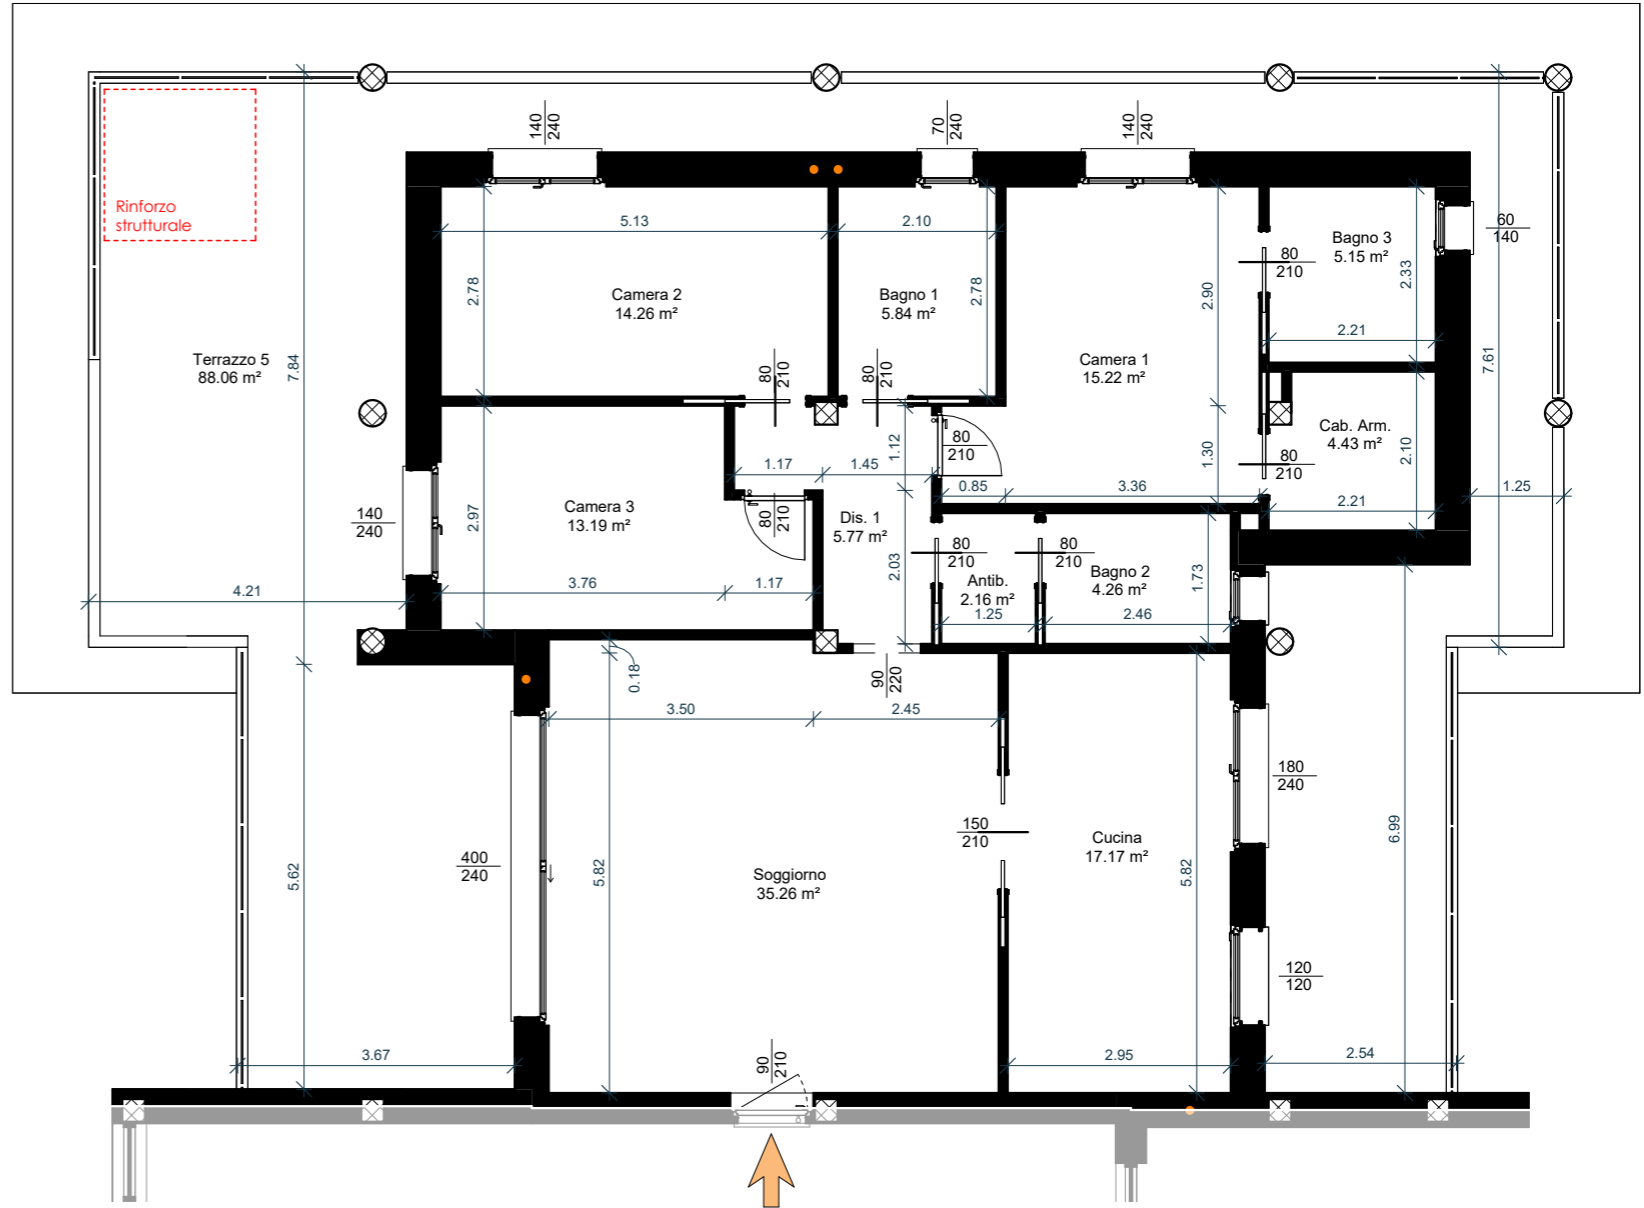 140
240
70
240
140
240
Rinforzo
strutturale
5.13
2.10
60
140
Bagno 3
5.15 m²
80
210
2.33
2.78
Camera 2
14.26 m²
Bagno 1
5.84 m²
2.78
2.90
2.21
Terrazzo 5
88.06 m²
7.84
80
210
80
210
Camera 1
15.22 m²
7.61
Cab. Arm.
4.43 m²
1.12
80
210
1.30
80
210
2.10
1.17
1.45
0.85
3.36
2.21
1.25
140
240
2.97
Camera 3
13.19 m²
80
210
Dis. 1
5.77 m²
2.03
80
210
80
210
Antib.
2.16 m²
Bagno 2
4.26 m²
1.73
4.21
3.76
1.17
1.25
2.46
0.18
90
220
3.50
2.45
180
240
150
210
Cucina
17.17 m²
6.99
400
240
5.62
5.82
Soggiorno
35.26 m²
5.82
120
120
3.67
90
210
2.95
2.54